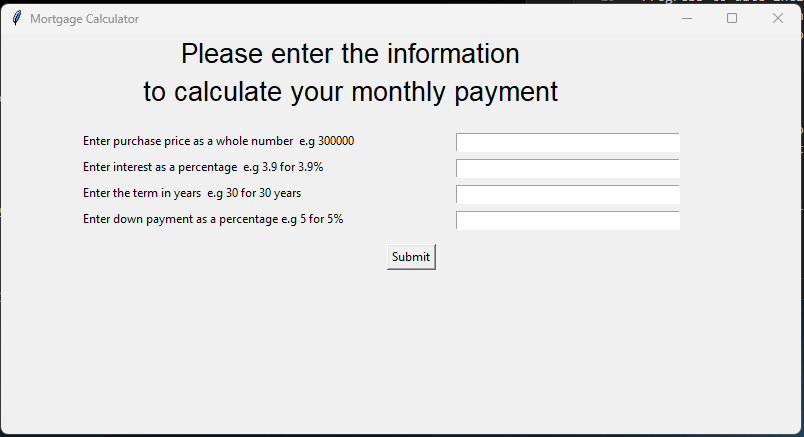 Mortgage Calculator
Please enter the information
to calculate your monthly payment
Enter purchase price as a whole number  e.g 300000
Enter interest as a percentage  e.g 3.9 for 3.9%
Enter the term in years  e.g 30 for 30 years
Enter down payment as a percentage e.g 5 for 5%
Submit